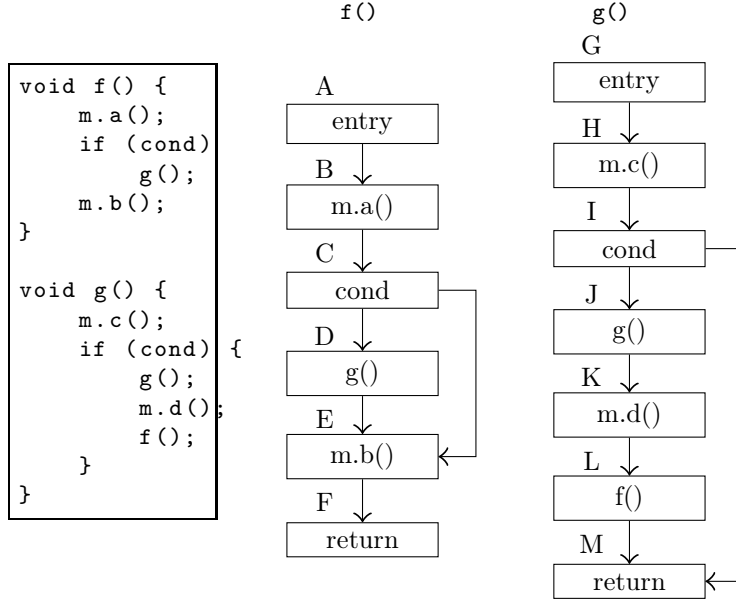 void f() {
m.a();
if (cond)
g();
m.b();
}
void g() {
m.c();
if (cond) {
g();
m.d();
f();
}
}
f()
A
entry
B
m.a()
C
cond
D
g()
E
m.b()
F
return
g()
G
entry
H
m.c()
I
cond
J
g()
K
m.d()
L
f()
M
return